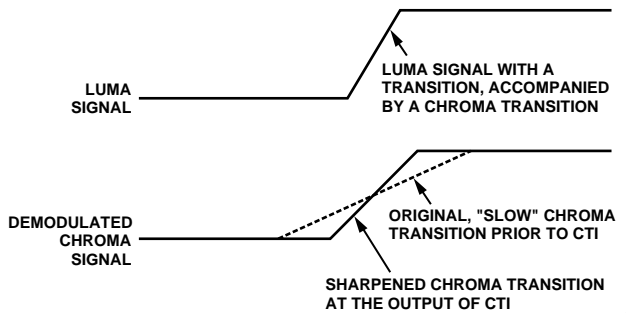 LUMA SIGNAL WITH A
TRANSITION, ACCOMPANIED
BY A CHROMA TRANSITION
LUMA
SIGNAL
ORIGINAL, "SLOW" CHROMA
TRANSITION PRIOR TO CTI
DEMODULATED
CHROMA
SIGNAL
SHARPENED CHROMA TRANSITION
AT THE OUTPUT OF CTI